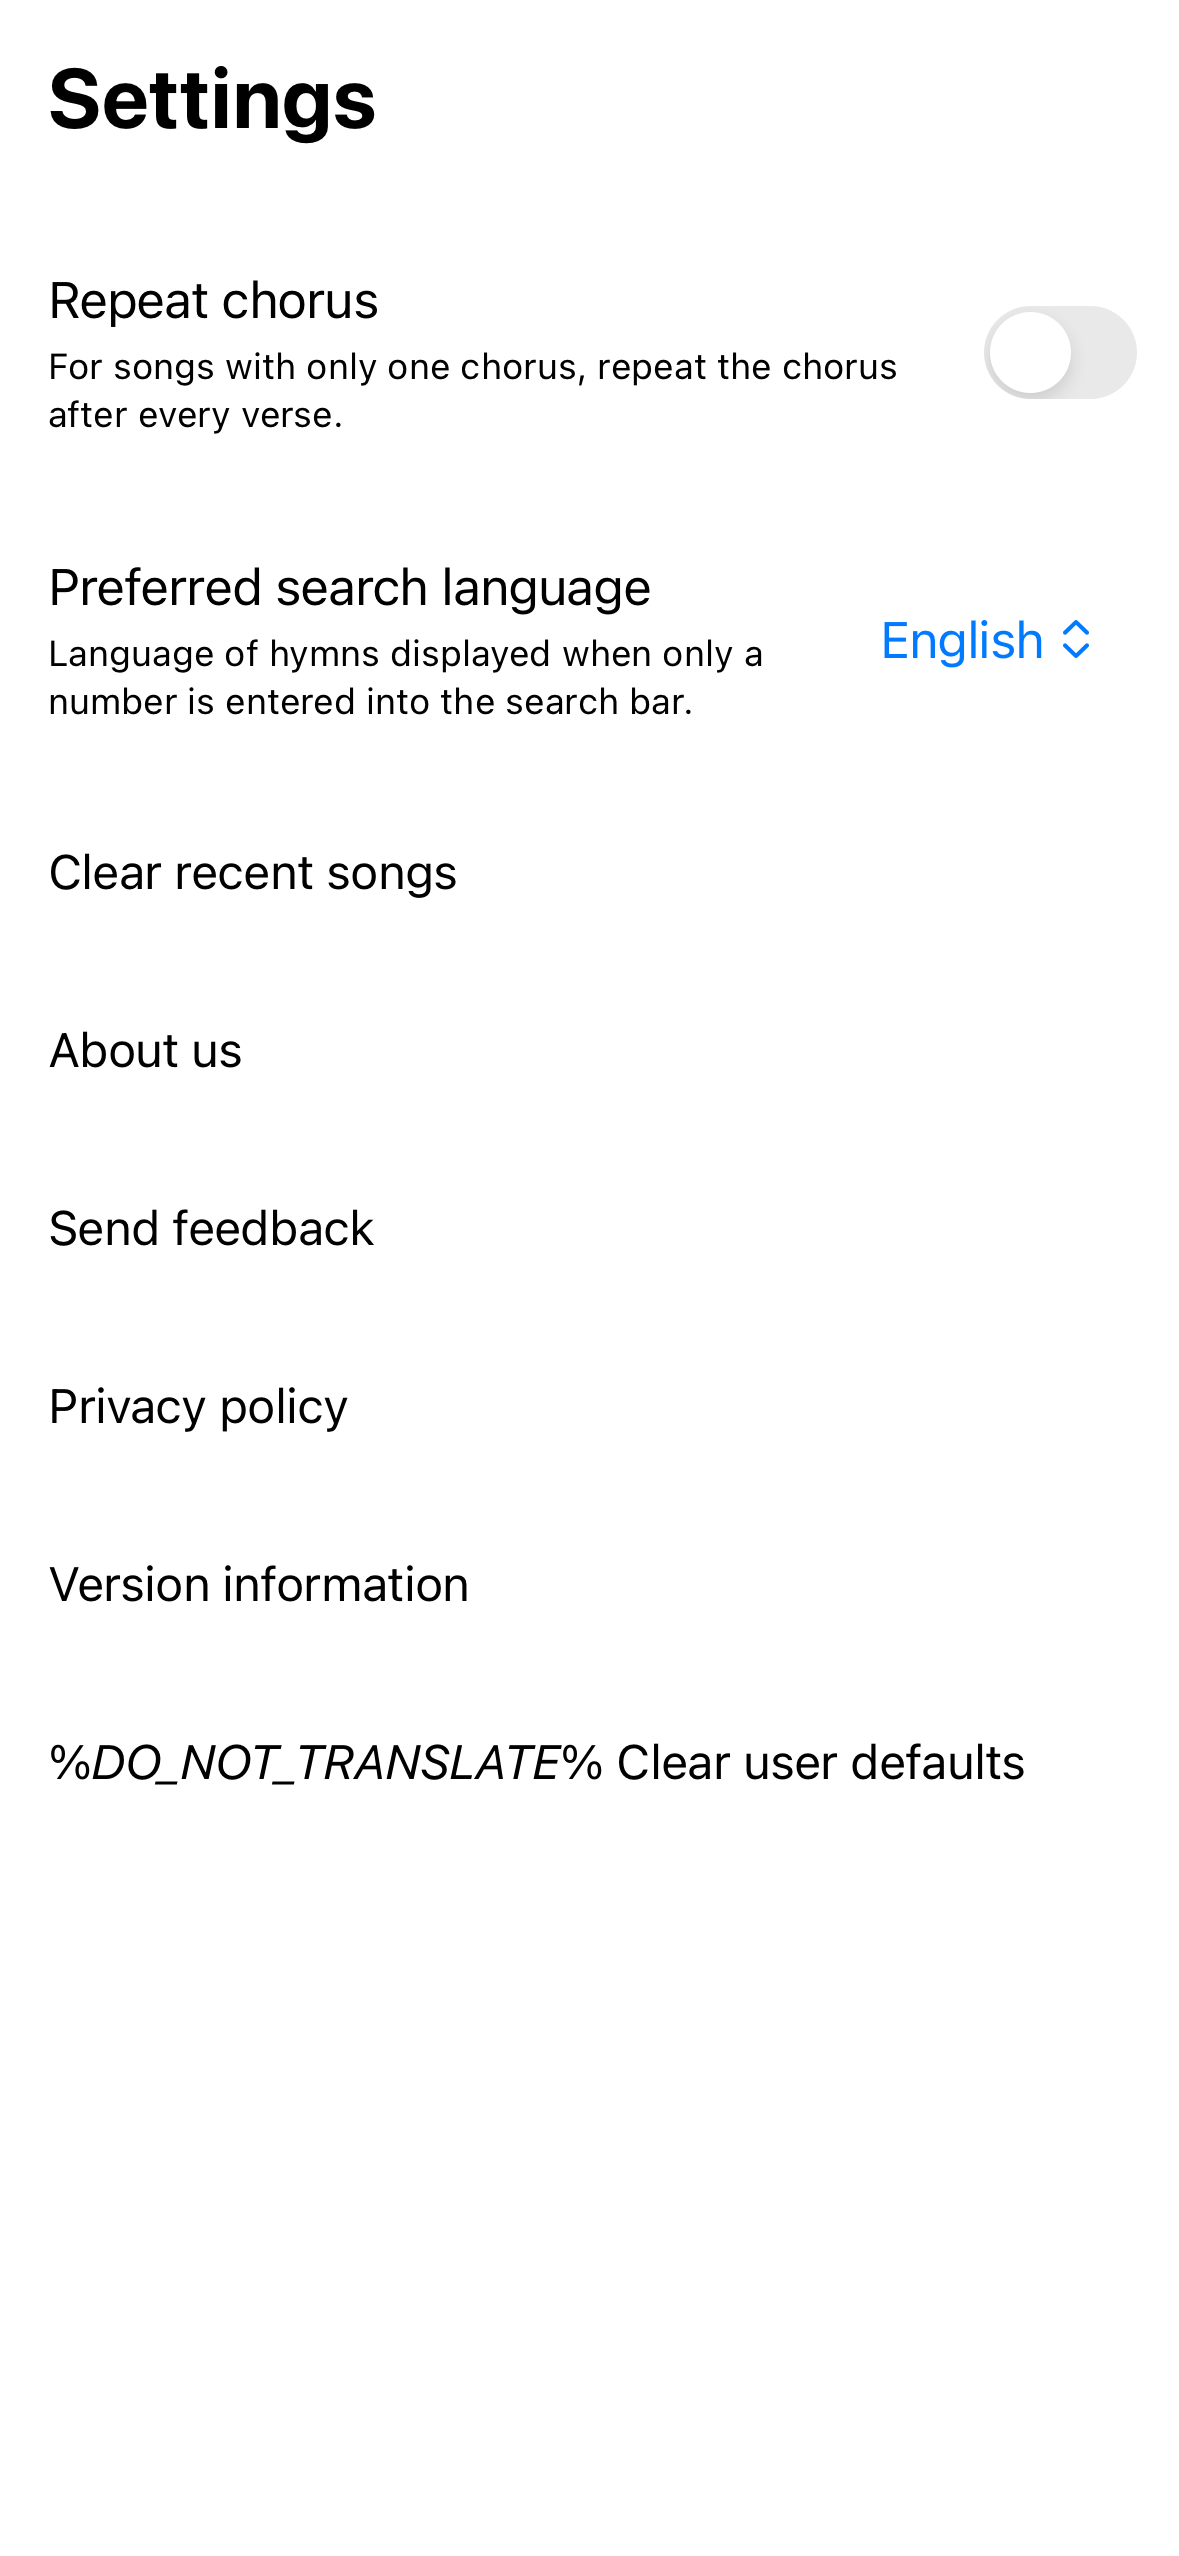 Settings
Repeat chorus
For songs with only one chorus, repeat the chorus
after every verse.
Preferred search language
Language of hymns displayed when only a
number is entered into the search bar.
English
Clear recent songs
About us
Send feedback
Privacy policy
Version information
%DO_NOT_TRANSLATE% Clear user defaults